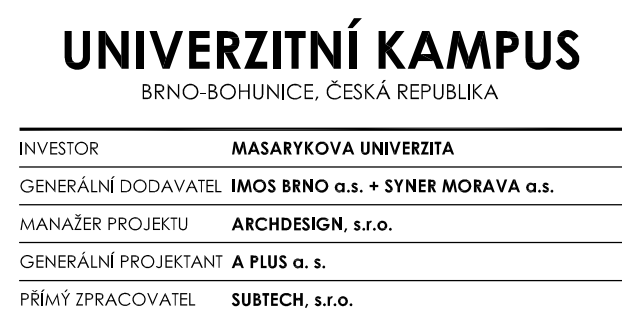 UNIVERZITNÍ KAMPUS
BRNO-BOHUNICE, ČESKÁ REPUBLIKA
INVESTOR MASARYKOVA UNIVERZITA
GENERÁLNÍ DODAVATEL IMOS BRNO a.s. + SYNER MORAVA a.s.
MANAŽER PROJEKTU ARCHDESIGN, s.r.o.
GENERÁLNÍ PROJEKTANT A PLUS a. s.
PŘÍMÝ ZPRACOVATEL SUBTECH, s.r.o.